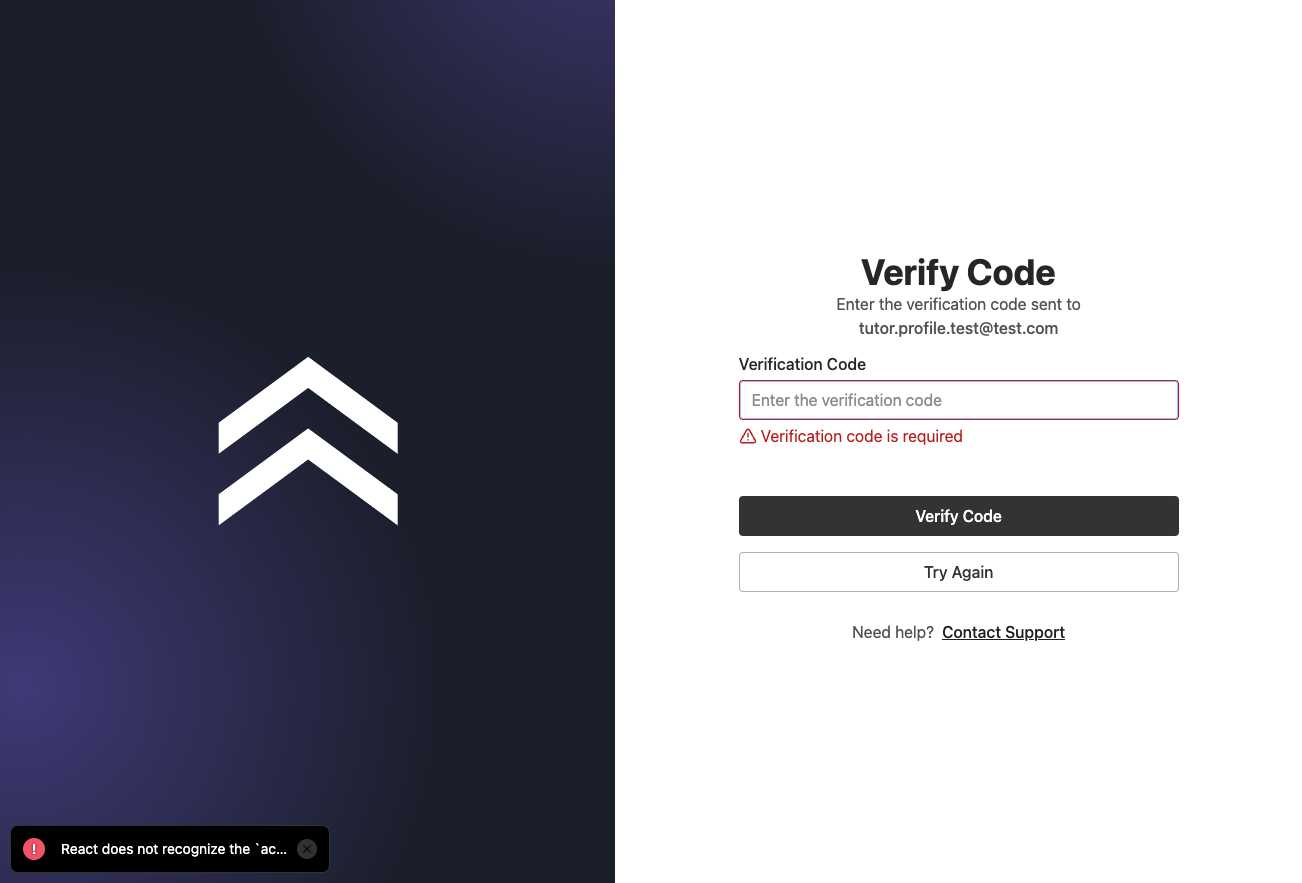 Verify Code
Enter the verification code sent to
tutor.profile.test@test.com
Verification Code
Enter the verification code
Verification code is required
Verify Code
Try Again
Need help? Contact Support
React does not recognize the `ac...